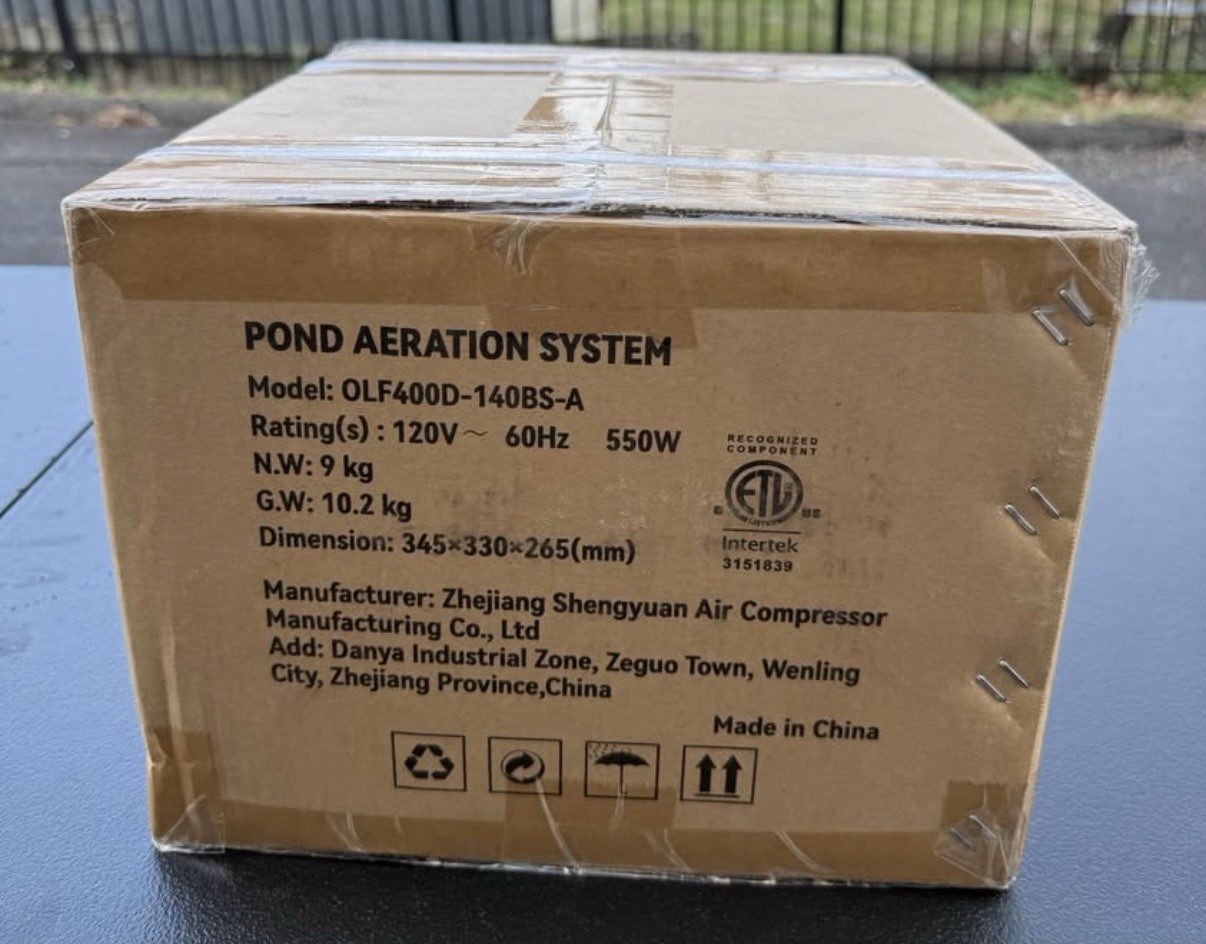 POND AERATION SYSTEM
Model: OLF400D-140BS-A
Rating(s) : 120V～ 60Hz 550W
N.W: 9 kg
G.W: 10.2 kg
Dimension: 345×330×265(mm)
RECOGNIZED
COMPONENT
ETL
C US
Intertek
3151839
Manufacturer: Zhejiang Shengyuan Air Compressor
Manufacturing Co., Ltd
Add: Danya Industrial Zone, Zeguo Town, Wenling
City, Zhejiang Province,China
Made in China